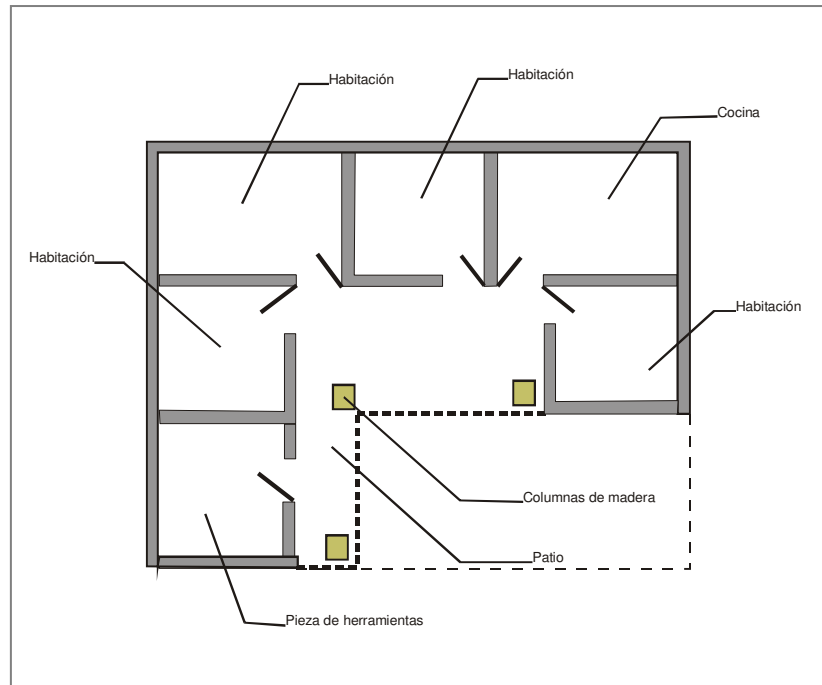 Habitación
Habitación
Cocina
Habitación
Habitación
Columnas de madera
Patio
Pieza de herramientas